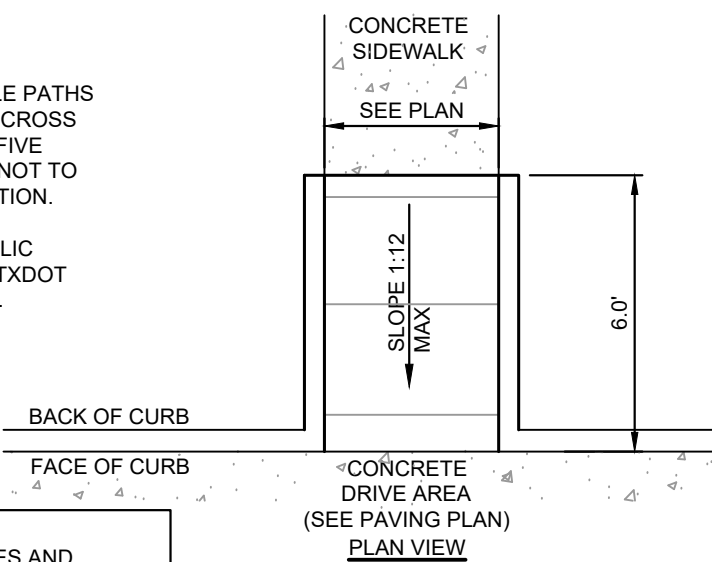 LE PATHS
CROSS
FIVE
NOT TO
TION.
LIC
TXDOT
CONCRETE
SIDEWALK
SEE PLAN
SLOPE 1:12
MAX
6.0'
BACK OF CURB
FACE OF CURB
CONCRETE
DRIVE AREA
(SEE PAVING PLAN)
PLAN VIEW
ES AND